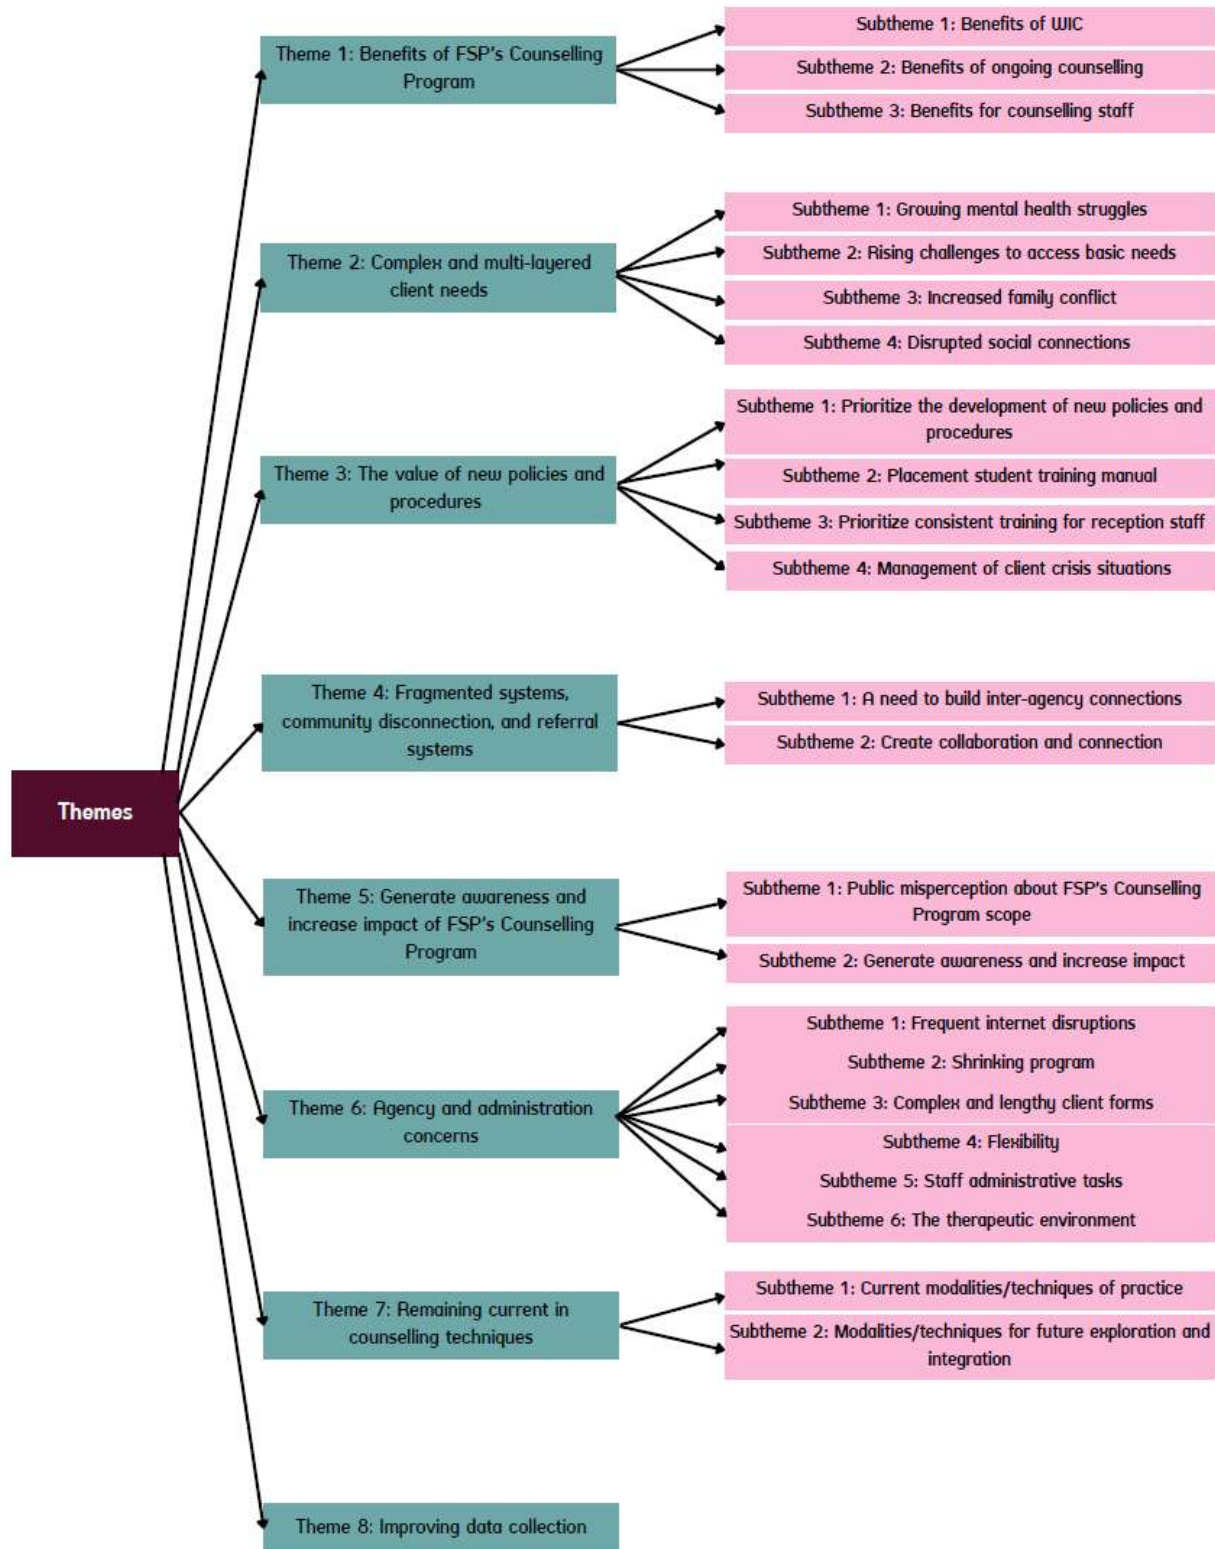 Subtheme 1: Benefits of WIC
Theme 1: Benefits of FSP's Counselling
Program
Subtheme 2: Benefits of ongoing counselling
Subtheme 3: Benefits for counselling staff
Subtheme 1: Growing mental health struggles
Theme 2: Complex and multi-layered
client needs
Subtheme 2: Rising challenges to access basic needs
Subtheme 3: Increased family conflict
Subtheme 4: Disrupted social connections
Subtheme 1: Prioritize the development of new policies and
procedures
Theme 3: The value of new policies and
procedures
Subtheme 2: Placement student training manual
Subtheme 3: Prioritize consistent training for reception staff
Subtheme 4: Management of client crisis situations
Theme 4: Fragmented systems,
community disconnection, and referral
systems
Subtheme 1: A need to build inter-agency connections
Subtheme 2: Create collaboration and connection
Themes
Theme 5: Generate awareness and
increase impact of FSP's Counselling
Program
Subtheme 1: Public misperception about FSP's Counselling
Program scope
Subtheme 2: Generate awareness and increase impact
Subtheme 1: Frequent internet disruptions
Subtheme 2: Shrinking program
Subtheme 3: Complex and lengthy client forms
Theme 6: Agency and administration
concerns
Subtheme 4: Flexibility
Subtheme 5: Staff administrative tasks
Subtheme 6: The therapeutic environment
Subtheme 1: Current modalities/techniques of practice
Theme 7: Remaining current in
counselling techniques
Subtheme 2: Modalities/techniques for future exploration and
integration
Theme 8: Improving data collection